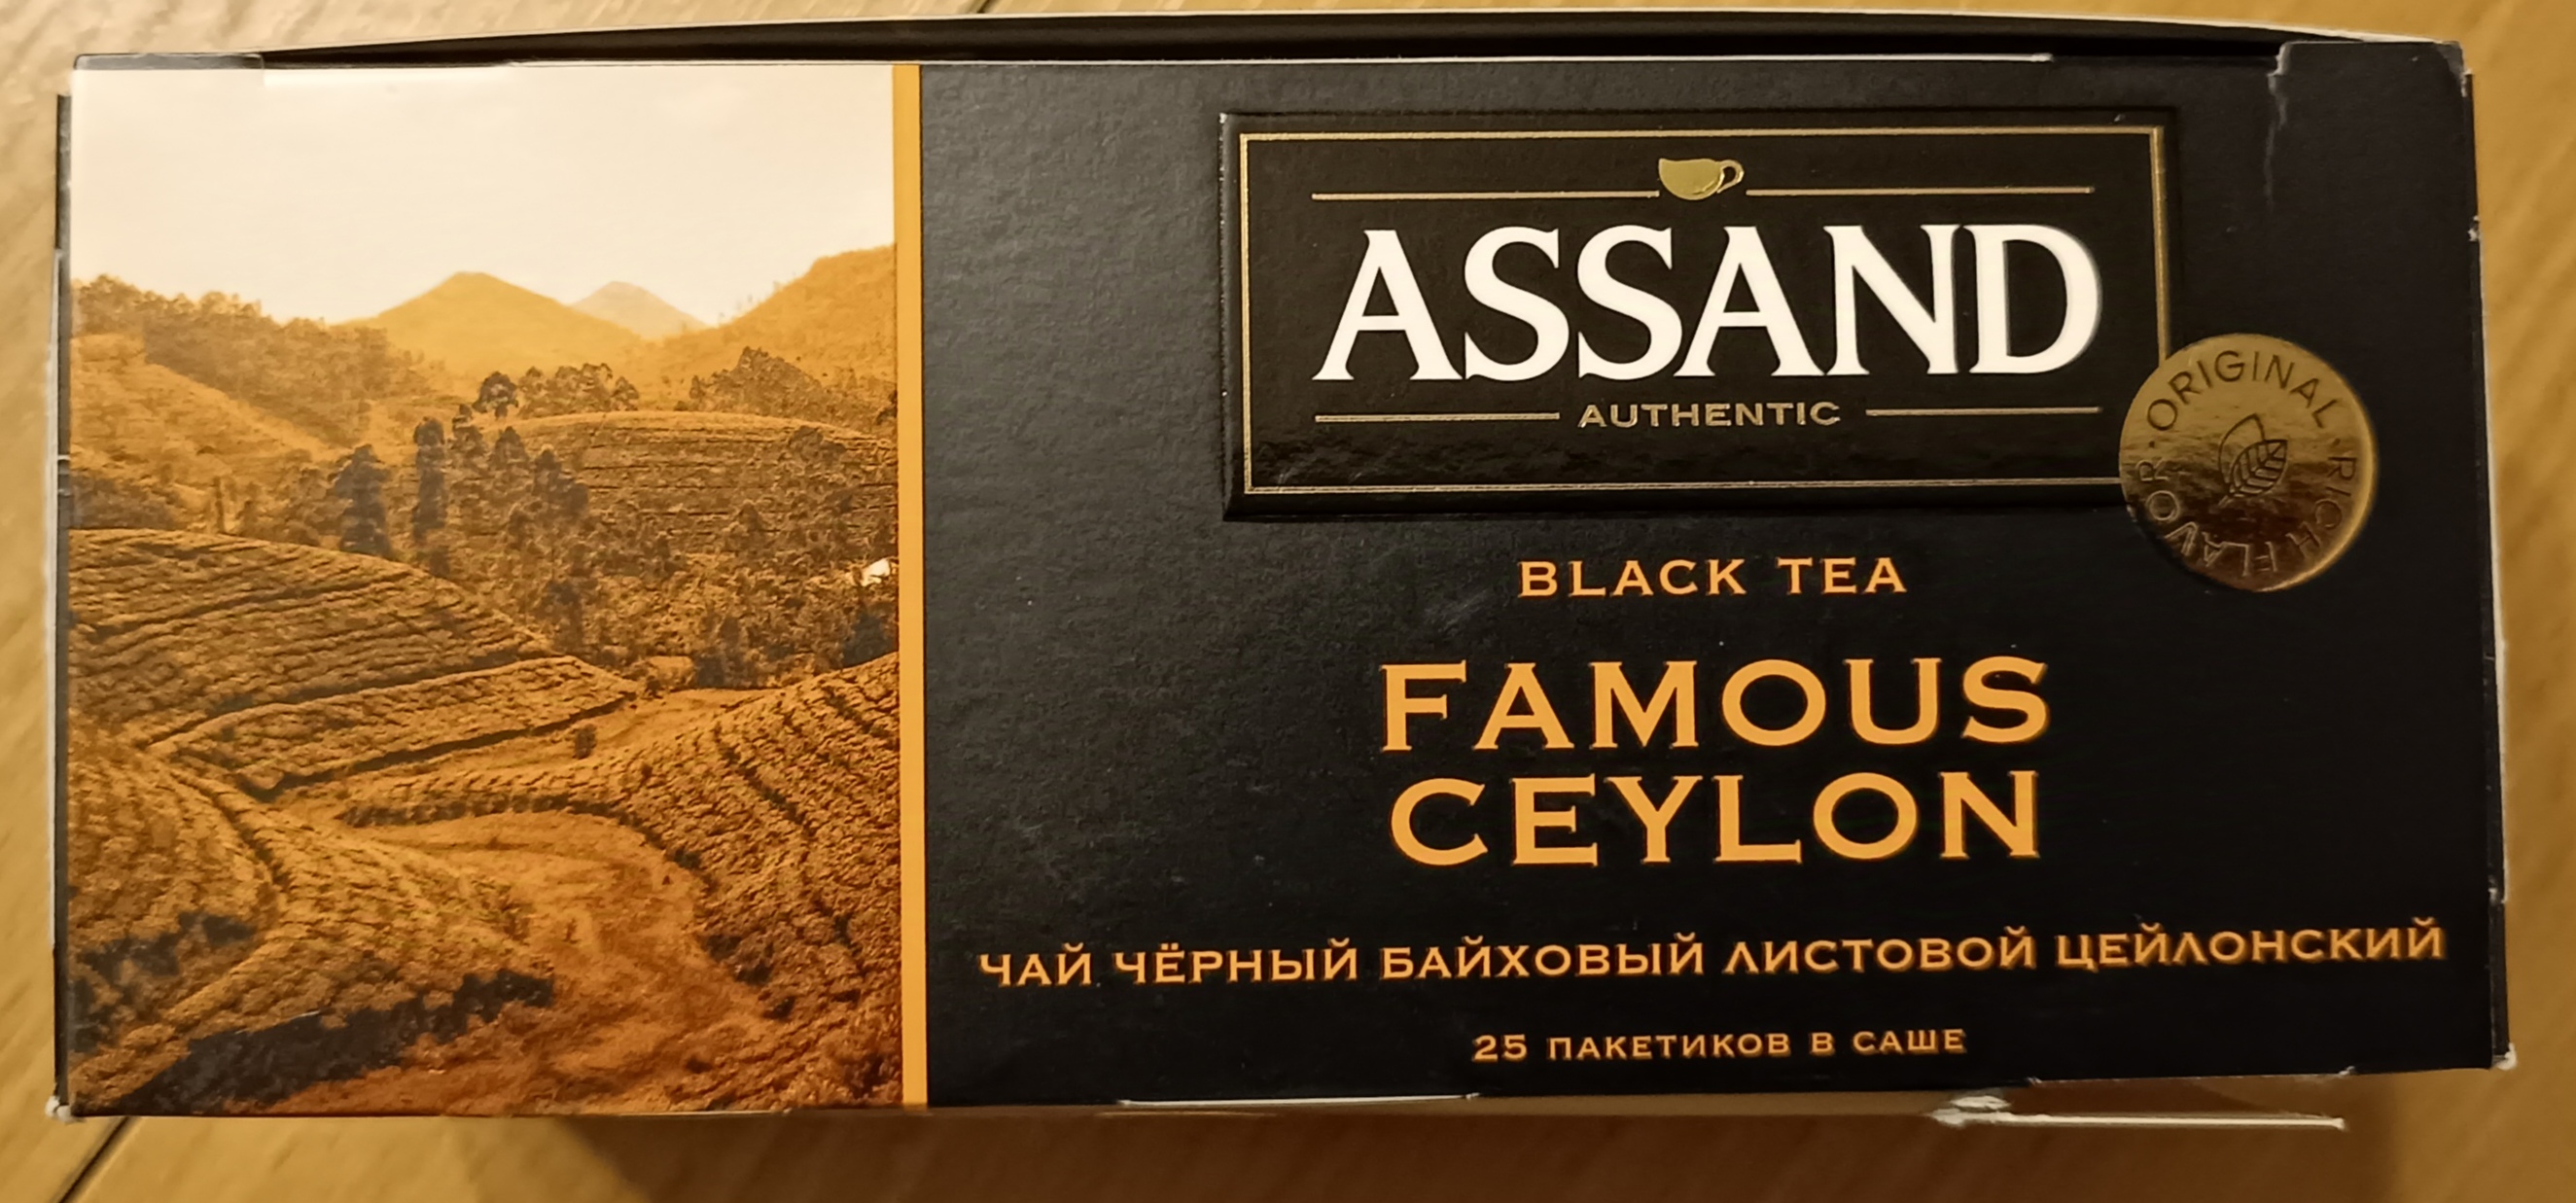 ASSAND
AUTHENTIC
· ORIGINAL · RICH FLAVOR
BLACK TEA
FAMOUS
CEYLON
ЧАЙ ЧЁРНЫЙ БАЙХОВЫЙ ЛИСТОВОЙ ЦЕЙЛОНСКИЙ
25 ПАКЕТИКОВ В САШЕ